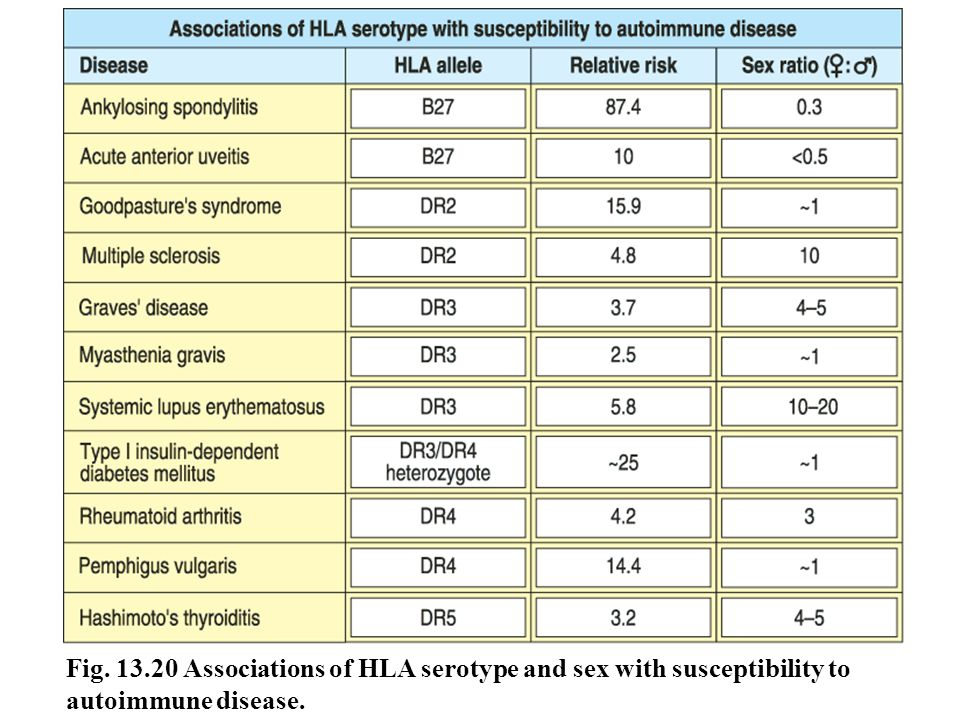 Associations of HLA serotype with susceptibility to autoimmune disease
Disease HLA allele Relative risk Sex ratio (♀:♂)
Ankylosing spondylitis B27 87.4 0.3
Acute anterior uveitis B27 10 <0.5
Goodpasture's syndrome DR2 15.9 ~1
Multiple sclerosis DR2 4.8 10
Graves' disease DR3 3.7 4–5
Myasthenia gravis DR3 2.5 ~1
Systemic lupus erythematosus DR3 5.8 10–20
Type I insulin-dependent
diabetes mellitus
DR3/DR4
heterozygote
~25
~1
Rheumatoid arthritis DR4 4.2 3
Pemphigus vulgaris DR4 14.4 ~1
Hashimoto's thyroiditis DR5 3.2 4–5
Fig. 13.20 Associations of HLA serotype and sex with susceptibility to
autoimmune disease.